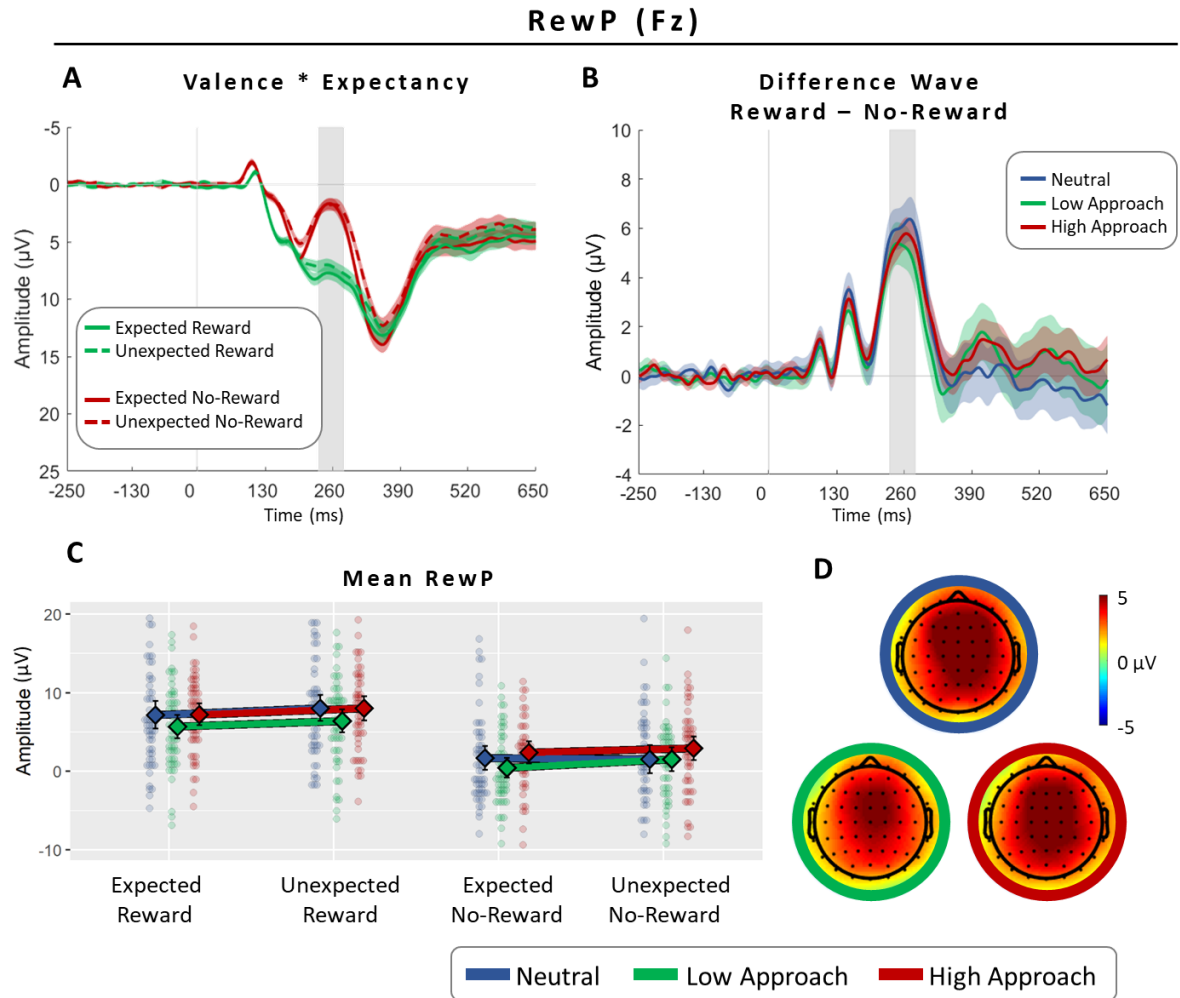 RewP (Fz)
A
Valence * Expectancy
-5
0
5
10
15
20
25
Amplitude (µV)
Expected Reward
Unexpected Reward
Expected No-Reward
Unexpected No-Reward
-250 -130 0 130 260 390 520 650
Time (ms)
B
Difference Wave
Reward – No-Reward
10
8
6
4
2
0
-2
-4
Amplitude (µV)
Neutral
Low Approach
High Approach
-250 -130 0 130 260 390 520 650
Time (ms)
C
Mean RewP
20
10
0
-10
Amplitude (µV)
Expected
Reward
Unexpected
Reward
Expected
No-Reward
Unexpected
No-Reward
D
5
0 µV
-5
Neutral Low Approach High Approach